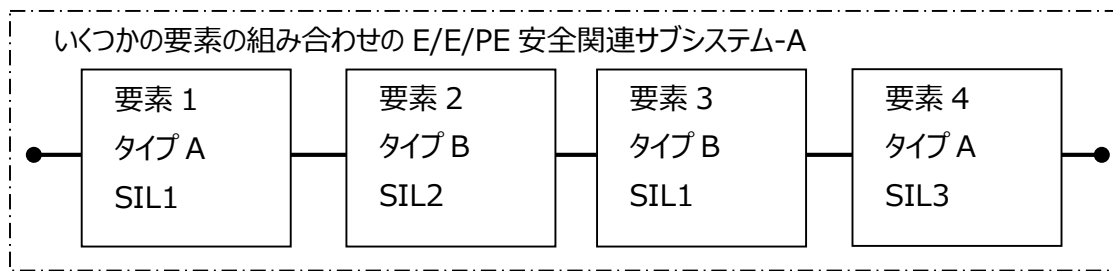 いくつかの要素の組み合わせの E/E/PE 安全関連サブシステム-A
要素 1
タイプ A
SIL1
要素 2
タイプ B
SIL2
要素 3
タイプ B
SIL1
要素 4
タイプ A
SIL3